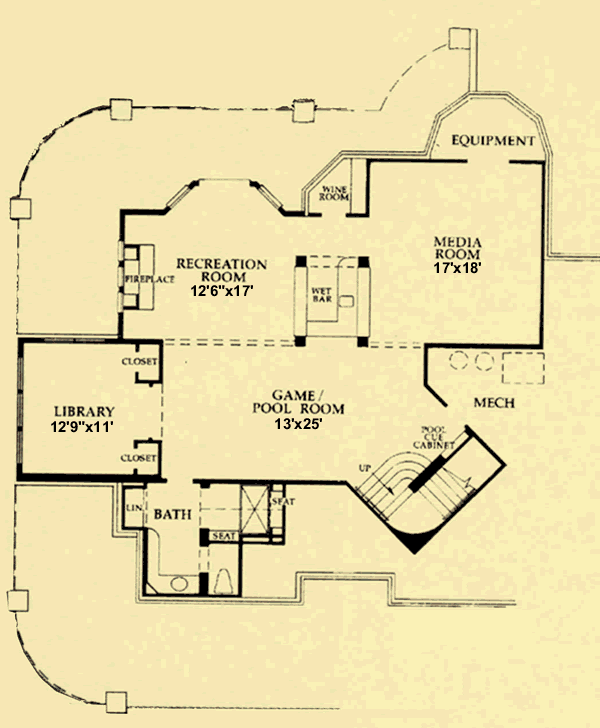 EQUIPMENT
WINE
ROOM
MEDIA
ROOM
17'x18'
RECREATION
ROOM
12'6"x17'
FIREPLACE
WET
BAR
CLOSET
GAME/
POOL ROOM
13'x25'
LIBRARY
12'9"x11'
MECH
POOL
CUE
CABINET
CLOSET
UP
LIN
BATH
SEAT
SEAT